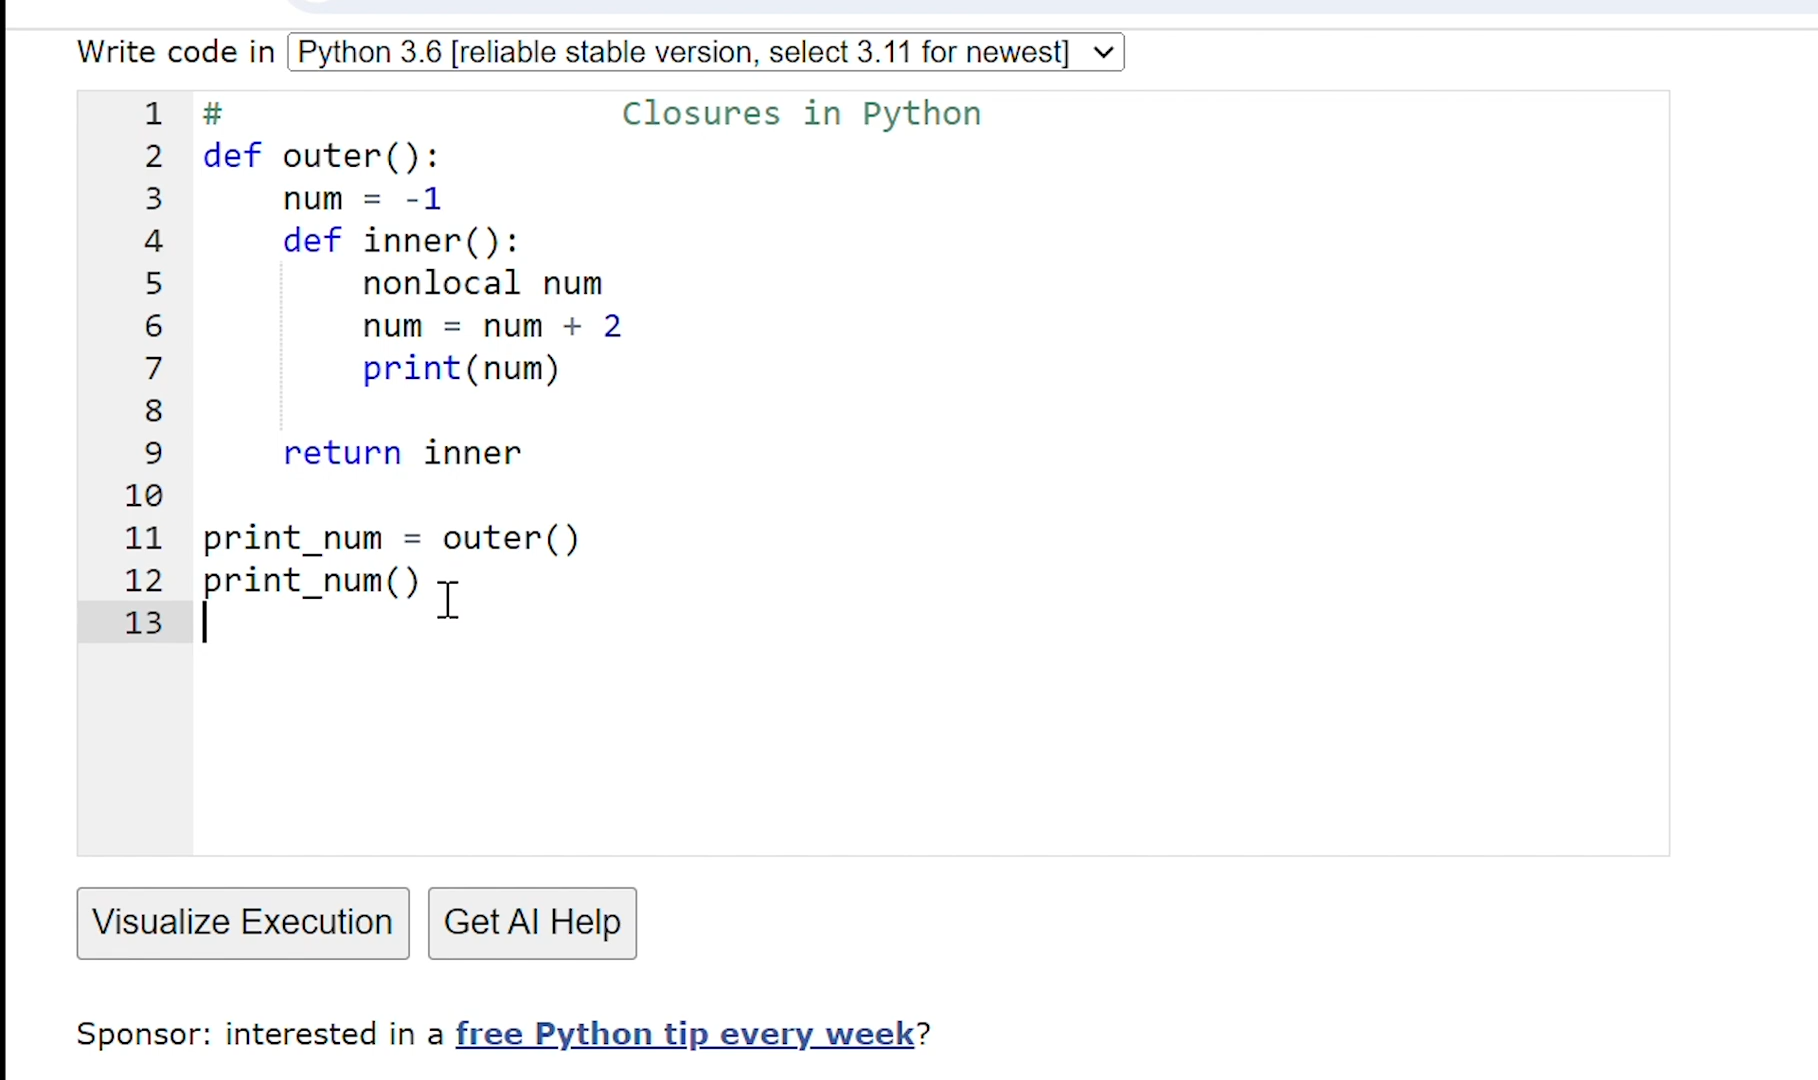 Write code in Python 3.6 [reliable stable version, select 3.11 for newest]
1 # Closures in Python
2 def outer():
3 num = -1
4 def inner():
5 nonlocal num
6 num = num + 2
7 print(num)
8
9 return inner
10
11 print_num = outer()
12 print_num()
13
Visualize Execution Get AI Help
Sponsor: interested in a free Python tip every week?